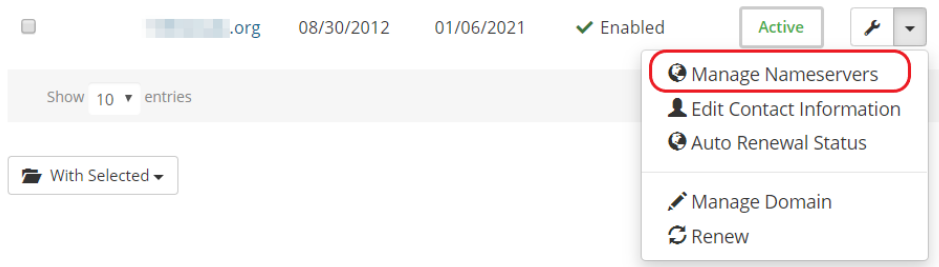 .org 08/30/2012 01/06/2021 Enabled Active
Manage Nameservers
Show 10 entries
Edit Contact Information
Auto Renewal Status
With Selected
Manage Domain
Renew